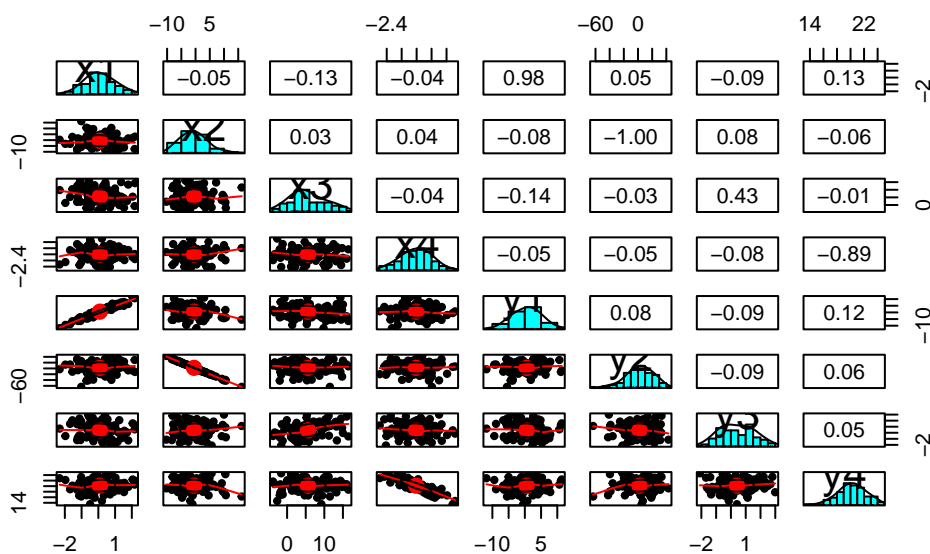 −10 5 −2.4 −60 0 14 22
x1 −0.05 −0.13 −0.04 0.98 0.05 −0.09 0.13 −2
−10 x2 0.03 0.04 −0.08 −1.00 0.08 −0.06
x3 −0.04 −0.14 −0.03 0.43 −0.01 0
−2.4 x4 −0.05 −0.05 −0.08 −0.89
y1 0.08 −0.09 0.12 −10
−60 y2 −0.09 0.06
y3 0.05 −2
14 y4
−2 1 0 10 −10 5 −2 1